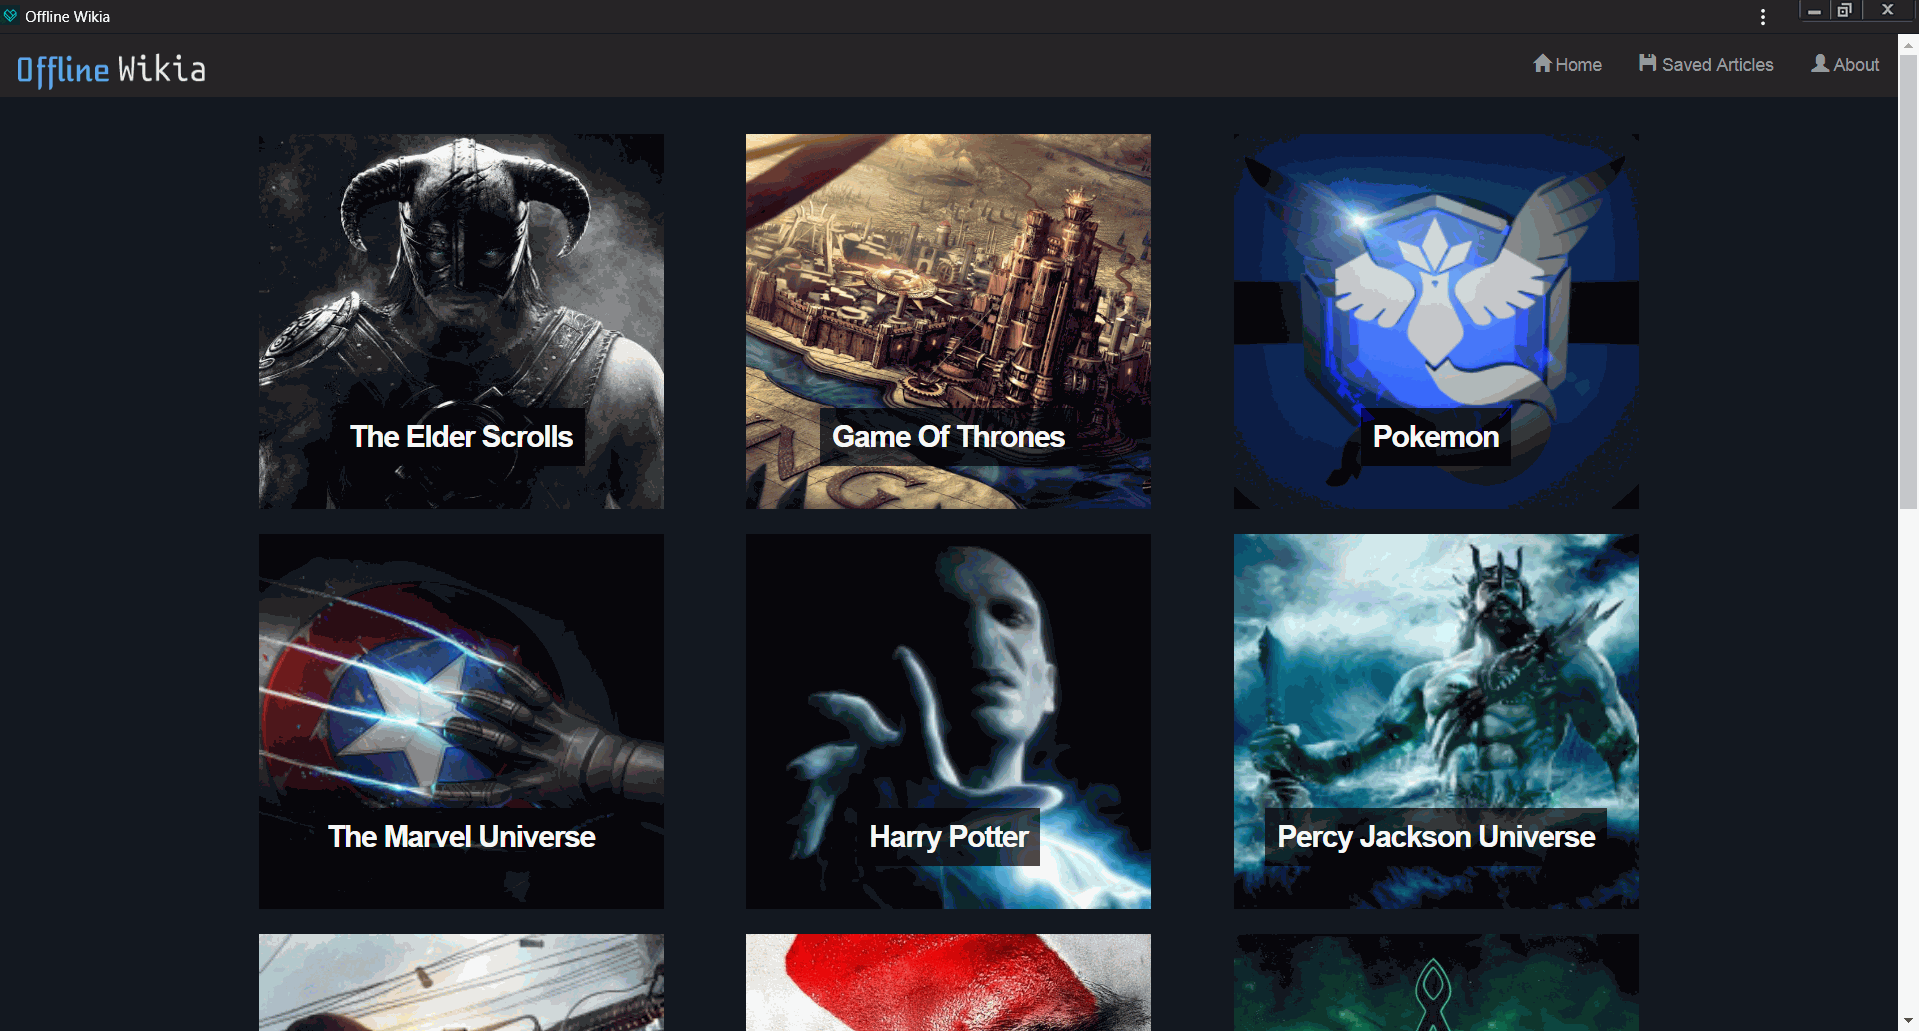 Offline Wikia
Offline Wikia
Home
Saved Articles
About
The Elder Scrolls
Game Of Thrones
Pokemon
The Marvel Universe
Harry Potter
Percy Jackson Universe